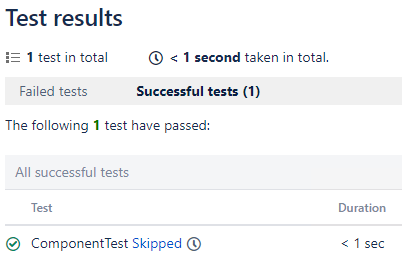 Test results
1 test in total
< 1 second taken in total.
Failed tests
Successful tests (1)
The following 1 test have passed:
All successful tests
Test Duration
ComponentTest Skipped < 1 sec